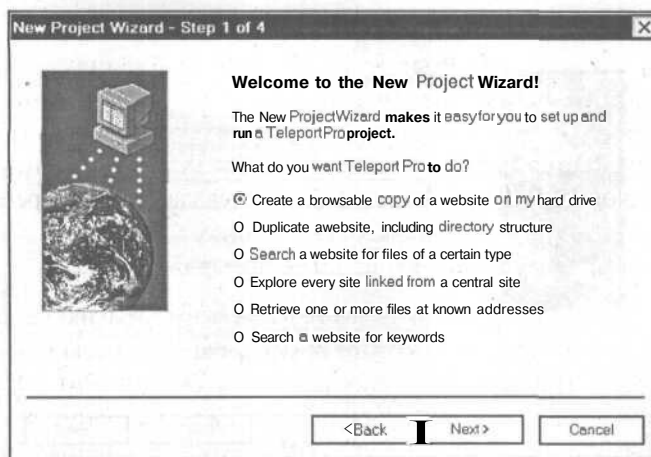 New Project Wizard - Step 1 of 4
Welcome to the New Project Wizard!
The New ProjectWizard makes it easyforyou to set up and
run a TeleportPro project.
What do you want Teleport Pro to do?
Create a browsable copy of a website on my hard drive
O Duplicate awebsite, including directory structure
O Search a website for files of a certain type
O Explore every site linked from a central site
O Retrieve one or more files at known addresses
O Search a website for keywords
<Back Next> Cancel